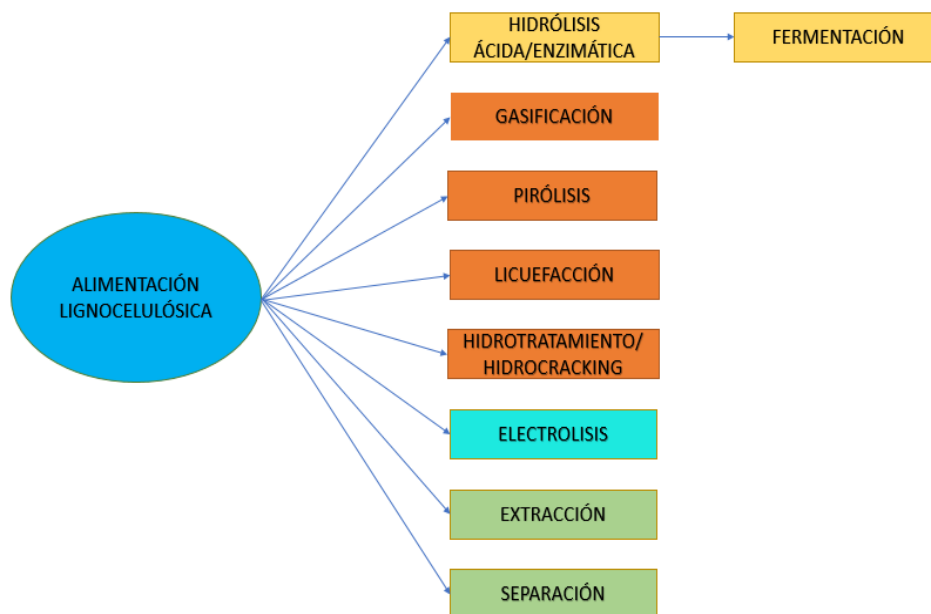 HIDRÓLISIS
ÁCIDA/ENZIMÁTICA
FERMENTACIÓN
GASIFICACIÓN
PIRÓLISIS
ALIMENTACIÓN
LIGNOCELULÓSICA
LICUEFACCIÓN
HIDROTRATAMIENTO/
HIDROCRACKING
ELECTROLISIS
EXTRACCIÓN
SEPARACIÓN